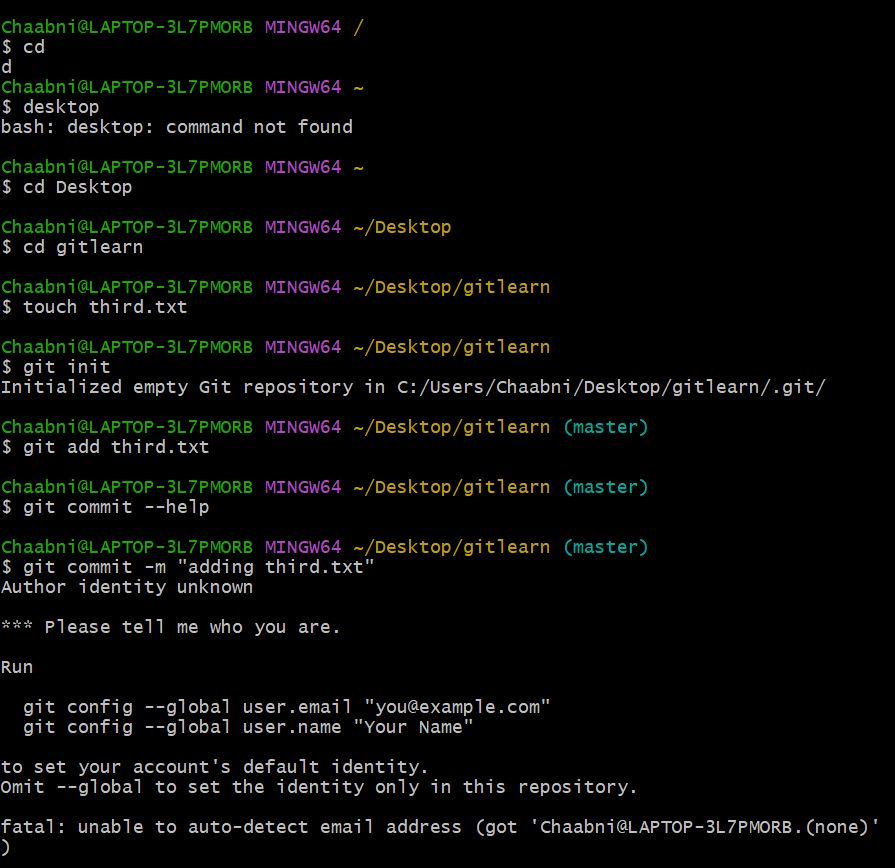 Chaabni@LAPTOP-3L7PMORB MINGW64 /
$ cd
d
Chaabni@LAPTOP-3L7PMORB MINGW64 ~
$ desktop
bash: desktop: command not found
Chaabni@LAPTOP-3L7PMORB MINGW64 ~
$ cd Desktop
Chaabni@LAPTOP-3L7PMORB MINGW64 ~/Desktop
$ cd gitlearn
Chaabni@LAPTOP-3L7PMORB MINGW64 ~/Desktop/gitlearn
$ touch third.txt
Chaabni@LAPTOP-3L7PMORB MINGW64 ~/Desktop/gitlearn
$ git init
Initialized empty Git repository in C:/Users/Chaabni/Desktop/gitlearn/.git/
Chaabni@LAPTOP-3L7PMORB MINGW64 ~/Desktop/gitlearn (master)
$ git add third.txt
Chaabni@LAPTOP-3L7PMORB MINGW64 ~/Desktop/gitlearn (master)
$ git commit --help
Chaabni@LAPTOP-3L7PMORB MINGW64 ~/Desktop/gitlearn (master)
$ git commit -m "adding third.txt"
Author identity unknown
*** Please tell me who you are.
Run
git config --global user.email "you@example.com"
git config --global user.name "Your Name"
to set your account's default identity.
Omit --global to set the identity only in this repository.
fatal: unable to auto-detect email address (got 'Chaabni@LAPTOP-3L7PMORB.(none)'
)